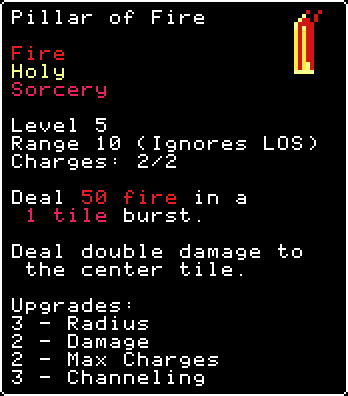 Pillar of Fire
Fire
Holy
Sorcery
Level 5
Range 10 (Ignores LOS)
Charges: 2/2
Deal 50 fire in a
1 tile burst.
Deal double damage to
the center tile.
Upgrades:
3 - Radius
2 - Damage
2 - Max Charges
3 - Channeling